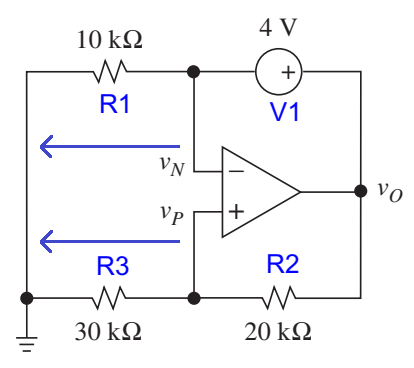 4 V
10 kΩ
+
R1
V1
v_N
−
v_O
v_P
+
R3
R2
30 kΩ
20 kΩ